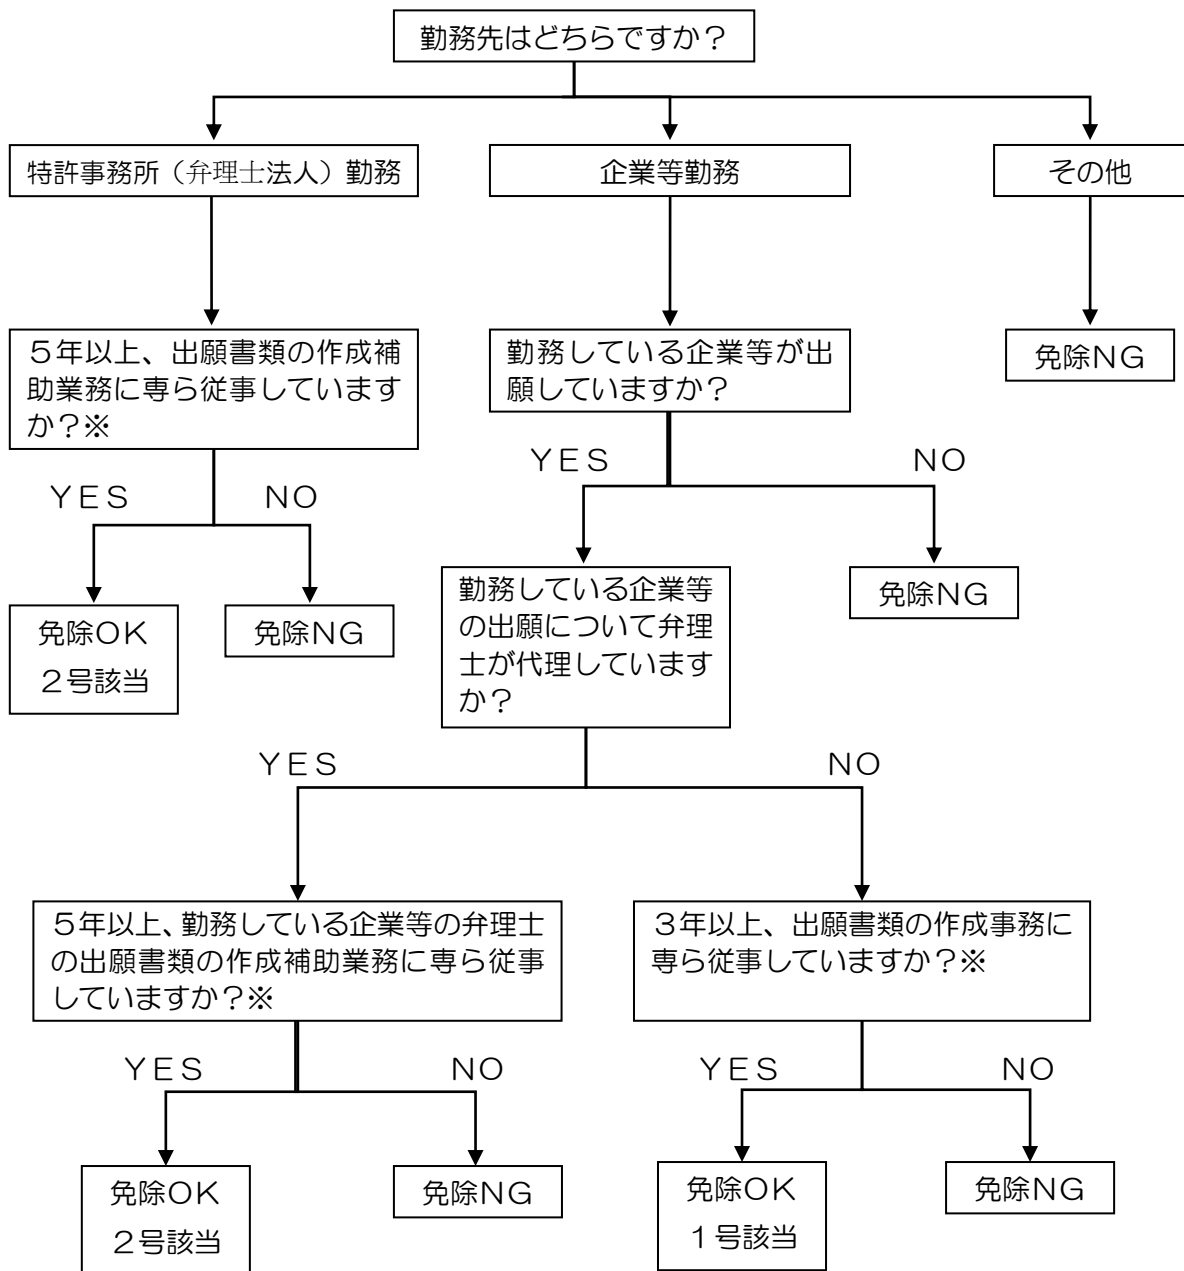 勤務先はどちらですか？
特許事務所（弁理士法人）勤務
企業等勤務
その他
５年以上、出願書類の作成補
助業務に専ら従事しています
か？※
勤務している企業等が出
願していますか？
免除ＮＧ
ＹＥＳ
ＮＯ
ＹＥＳ
ＮＯ
免除ＯＫ
２号該当
免除ＮＧ
勤務している企業等
の出願について弁理
士が代理しています
か？
免除ＮＧ
ＹＥＳ
ＮＯ
５年以上、勤務している企業等の弁理士
の出願書類の作成補助業務に専ら従事
していますか？※
３年以上、出願書類の作成事務に
専ら従事していますか？※
ＹＥＳ
ＮＯ
ＹＥＳ
ＮＯ
免除ＯＫ
２号該当
免除ＮＧ
免除ＯＫ
１号該当
免除ＮＧ